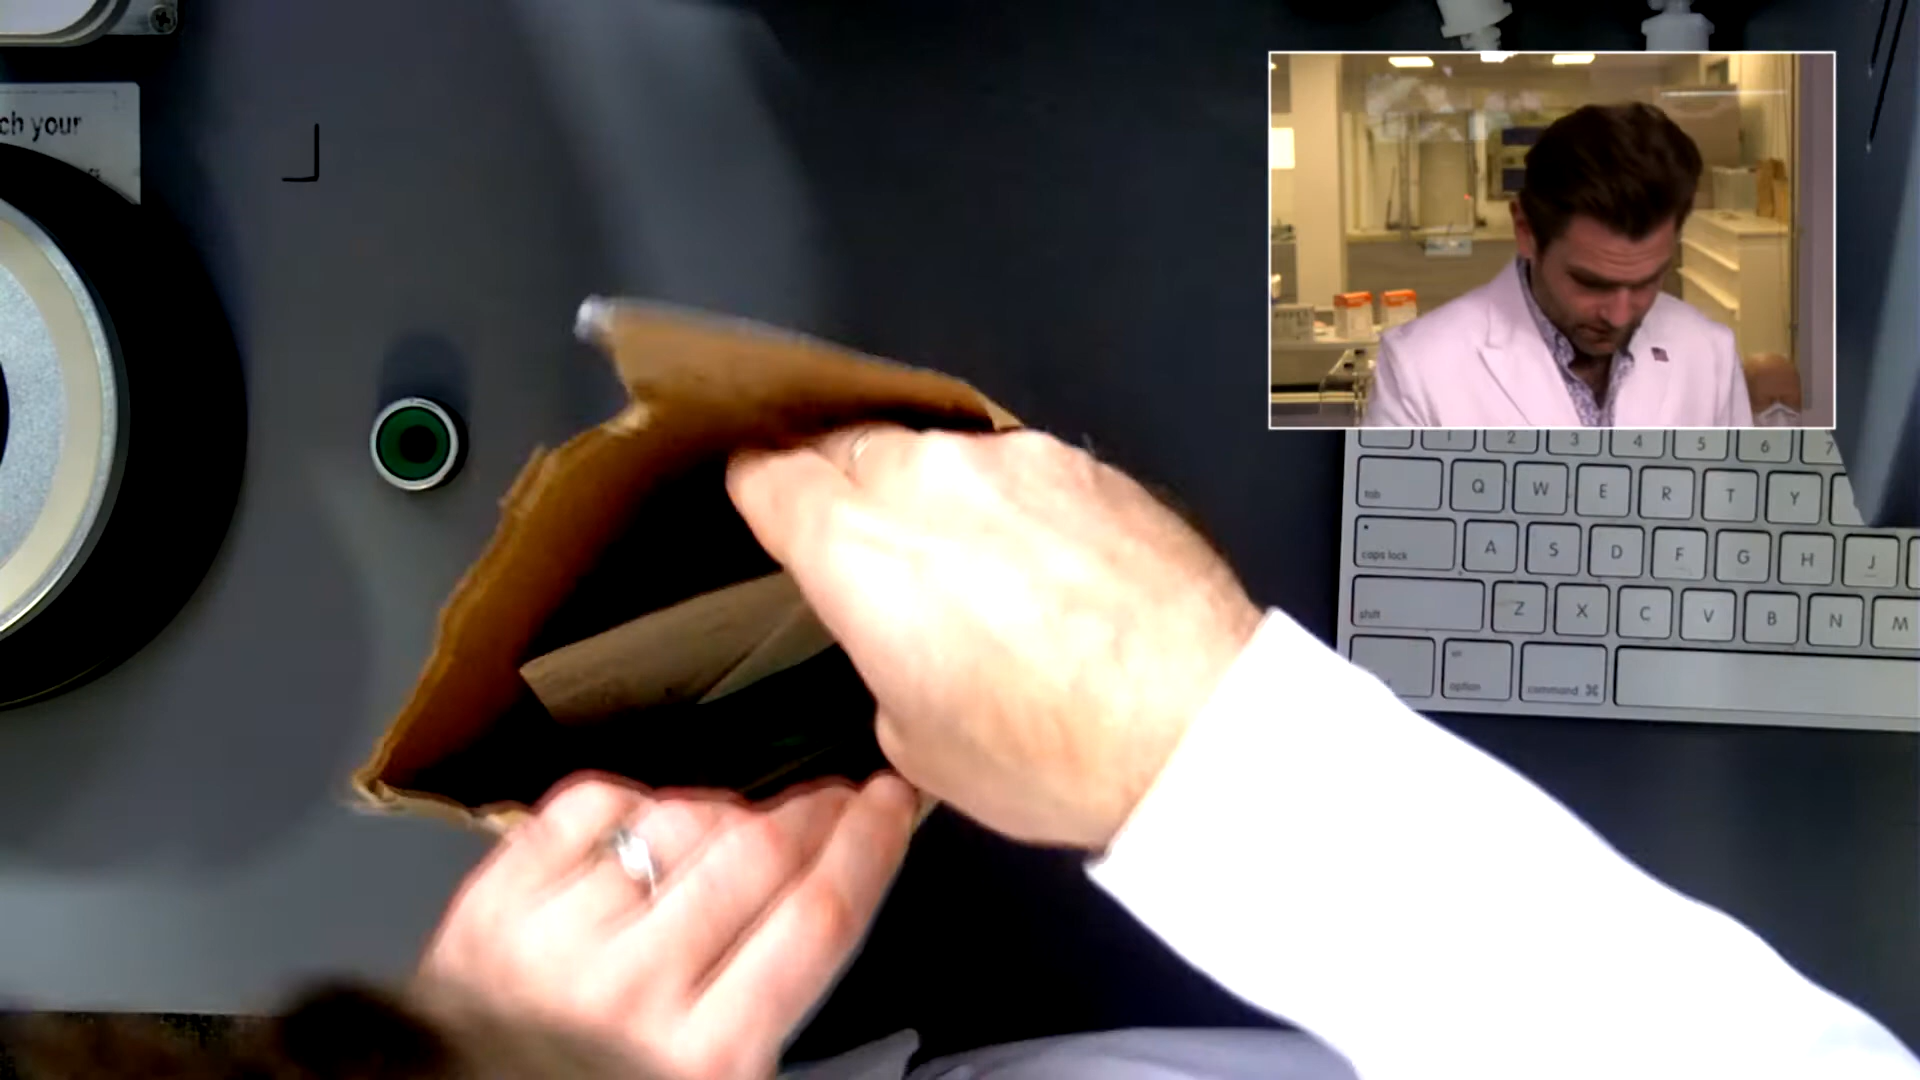 ch your
1 2 3 4 5 6 7
tab Q W E R T Y
caps lock A S D F G H J
shift Z X C V B N M
option command ⌘